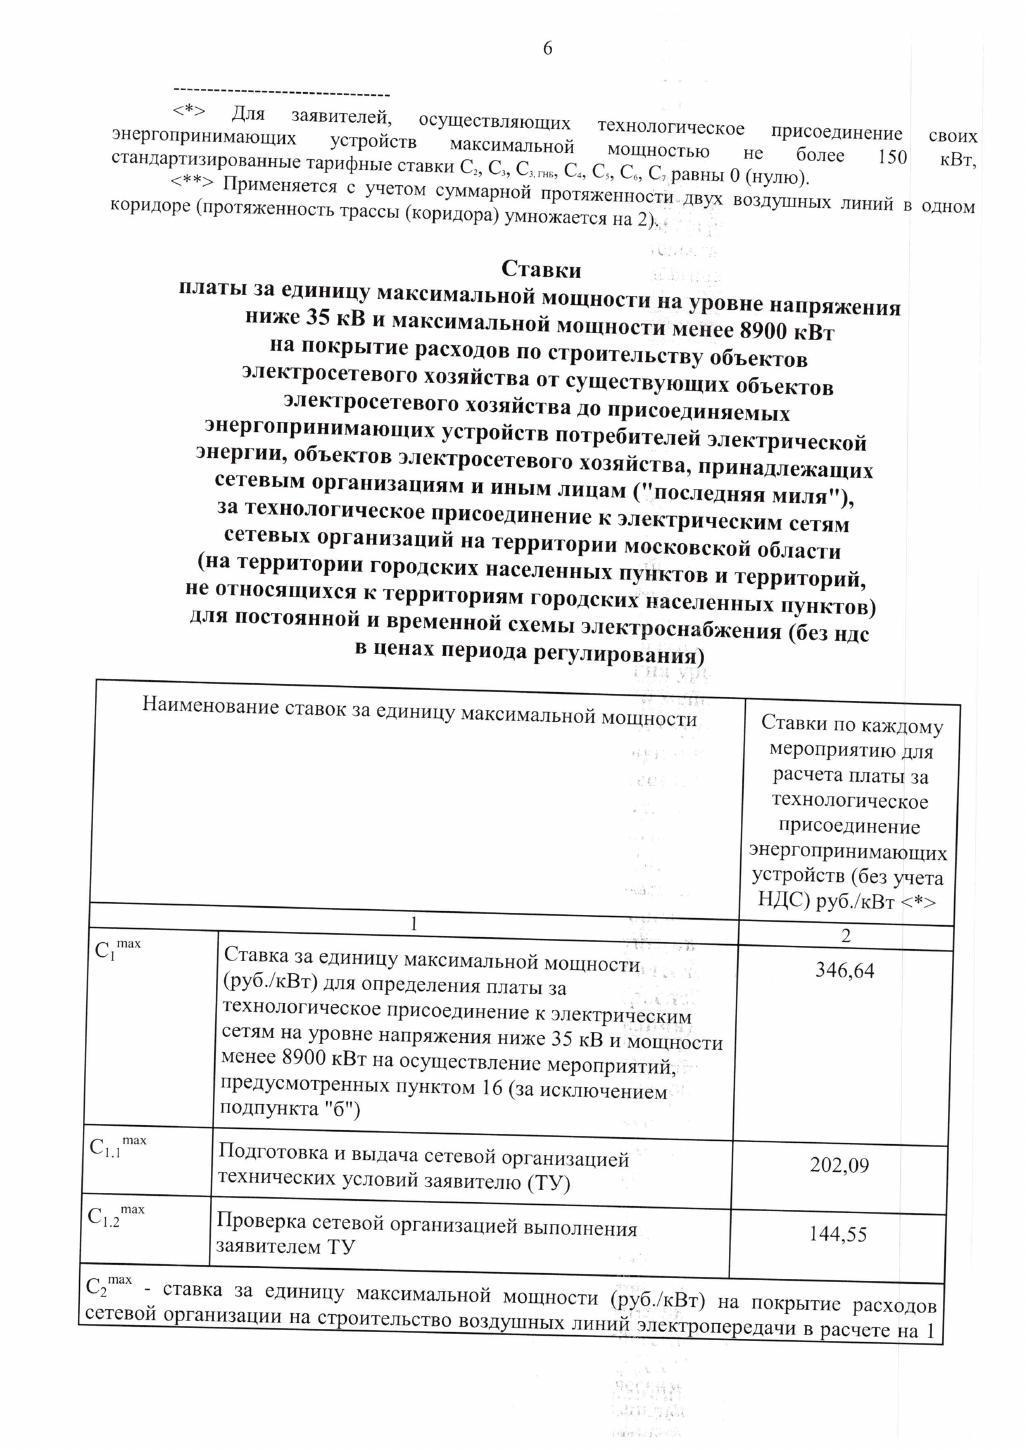 6
--------------------------------
<*> Для заявителей, осуществляющих технологическое присоединение своих
энергопринимающих устройств максимальной мощностью не более 150 кВт,
стандартизированные тарифные ставки С₂, С₃, С₃.ГНБ, С₄, С₅, С₆, С₇ равны 0 (нулю).
<**> Применяется с учетом суммарной протяженности двух воздушных линий в одном
коридоре (протяженность трассы (коридора) умножается на 2).
Ставки
платы за единицу максимальной мощности на уровне напряжения
ниже 35 кВ и максимальной мощности менее 8900 кВт
на покрытие расходов по строительству объектов
электросетевого хозяйства от существующих объектов
электросетевого хозяйства до присоединяемых
энергопринимающих устройств потребителей электрической
энергии, объектов электросетевого хозяйства, принадлежащих
сетевым организациям и иным лицам ("последняя миля"),
за технологическое присоединение к электрическим сетям
сетевых организаций на территории московской области
(на территории городских населенных пунктов и территорий,
не относящихся к территориям городских населенных пунктов)
для постоянной и временной схемы электроснабжения (без ндс
в ценах периода регулирования)
Наименование ставок за единицу максимальной мощности
Ставки по каждому
мероприятию для
расчета платы за
технологическое
присоединение
энергопринимающих
устройств (без учета
НДС) руб./кВт <*>
1
2
С₁max
Ставка за единицу максимальной мощности
(руб./кВт) для определения платы за
технологическое присоединение к электрическим
сетям на уровне напряжения ниже 35 кВ и мощности
менее 8900 кВт на осуществление мероприятий,
предусмотренных пунктом 16 (за исключением
подпункта "б")
346,64
С1.1max
Подготовка и выдача сетевой организацией
технических условий заявителю (ТУ)
202,09
С1.2max
Проверка сетевой организацией выполнения
заявителем ТУ
144,55
С₂max - ставка за единицу максимальной мощности (руб./кВт) на покрытие расходов
сетевой организации на строительство воздушных линий электропередачи в расчете на 1